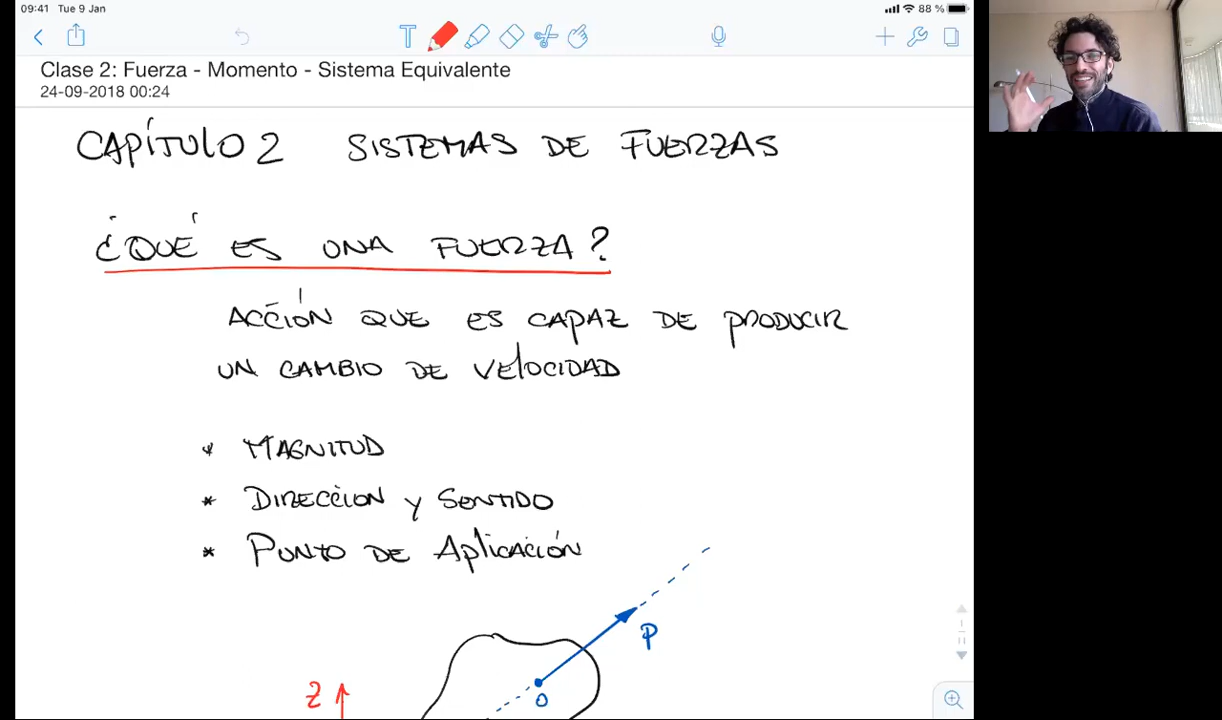 09:41 Tue 9 Jan
88 %
T
Clase 2: Fuerza - Momento - Sistema Equivalente
24-09-2018 00:24
CAPÍTULO 2 SISTEMAS DE FUERZAS
¿QUÉ ES UNA FUERZA?
ACCIÓN QUE ES CAPAZ DE PRODUCIR
UN CAMBIO DE VELOCIDAD
* MAGNITUD
* DIRECCION y SENTIDO
* PUNTO DE APLICACIÓN
P
Z
O